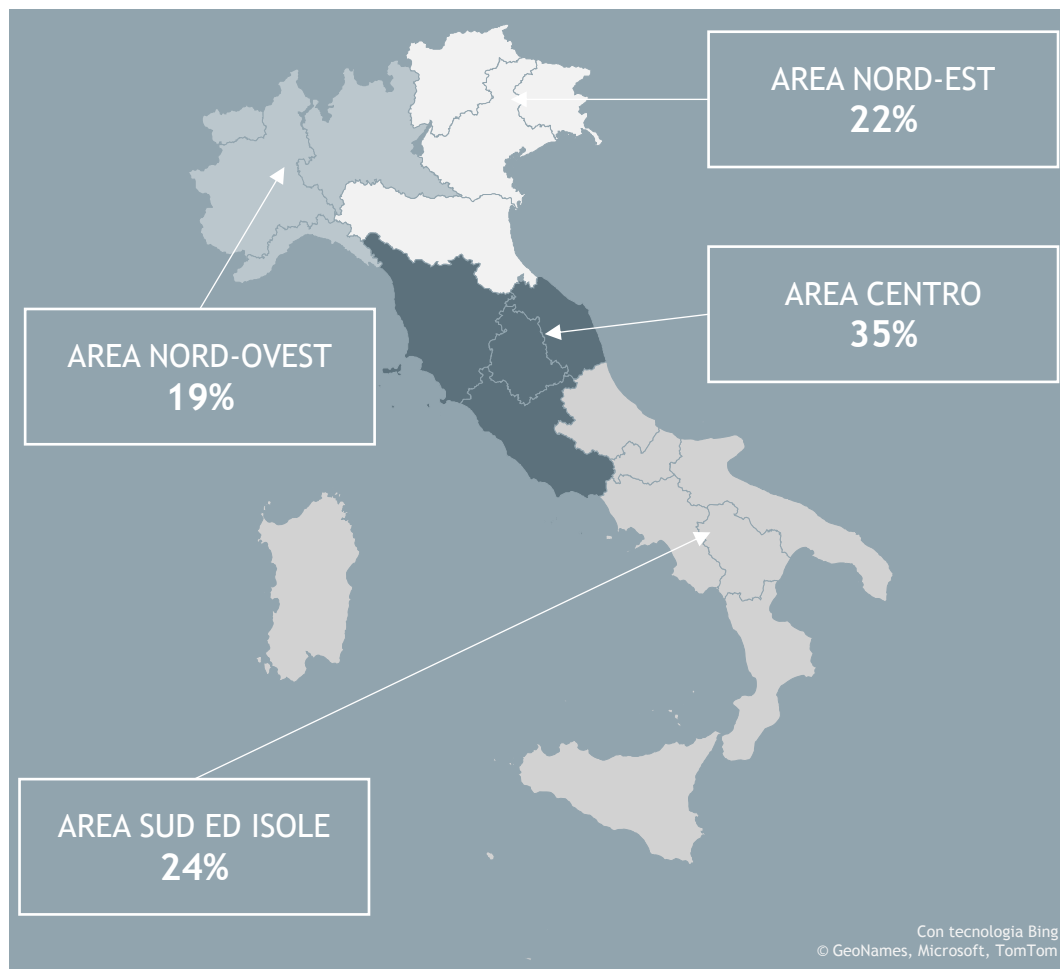 AREA NORD-EST
22%
AREA CENTRO
35%
AREA NORD-OVEST
19%
AREA SUD ED ISOLE
24%
Con tecnologia Bing
© GeoNames, Microsoft, TomTom